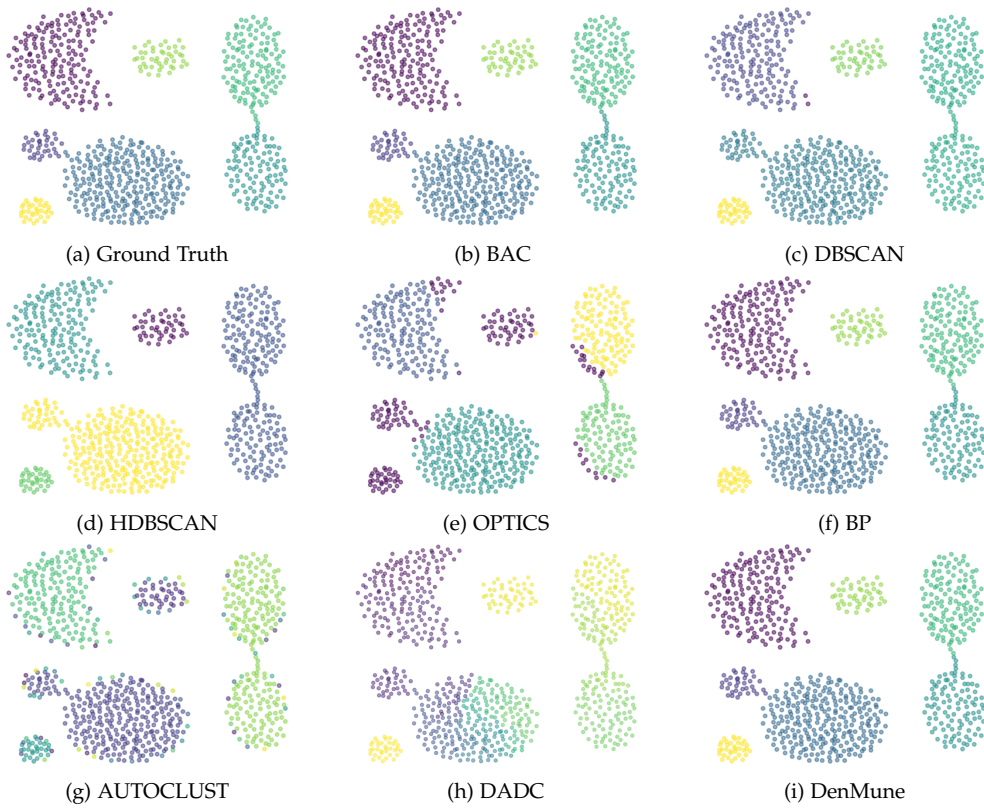 (a) Ground Truth
(b) BAC
(c) DBSCAN
(d) HDBSCAN
(e) OPTICS
(f) BP
(g) AUTOCLUST
(h) DADC
(i) DenMune